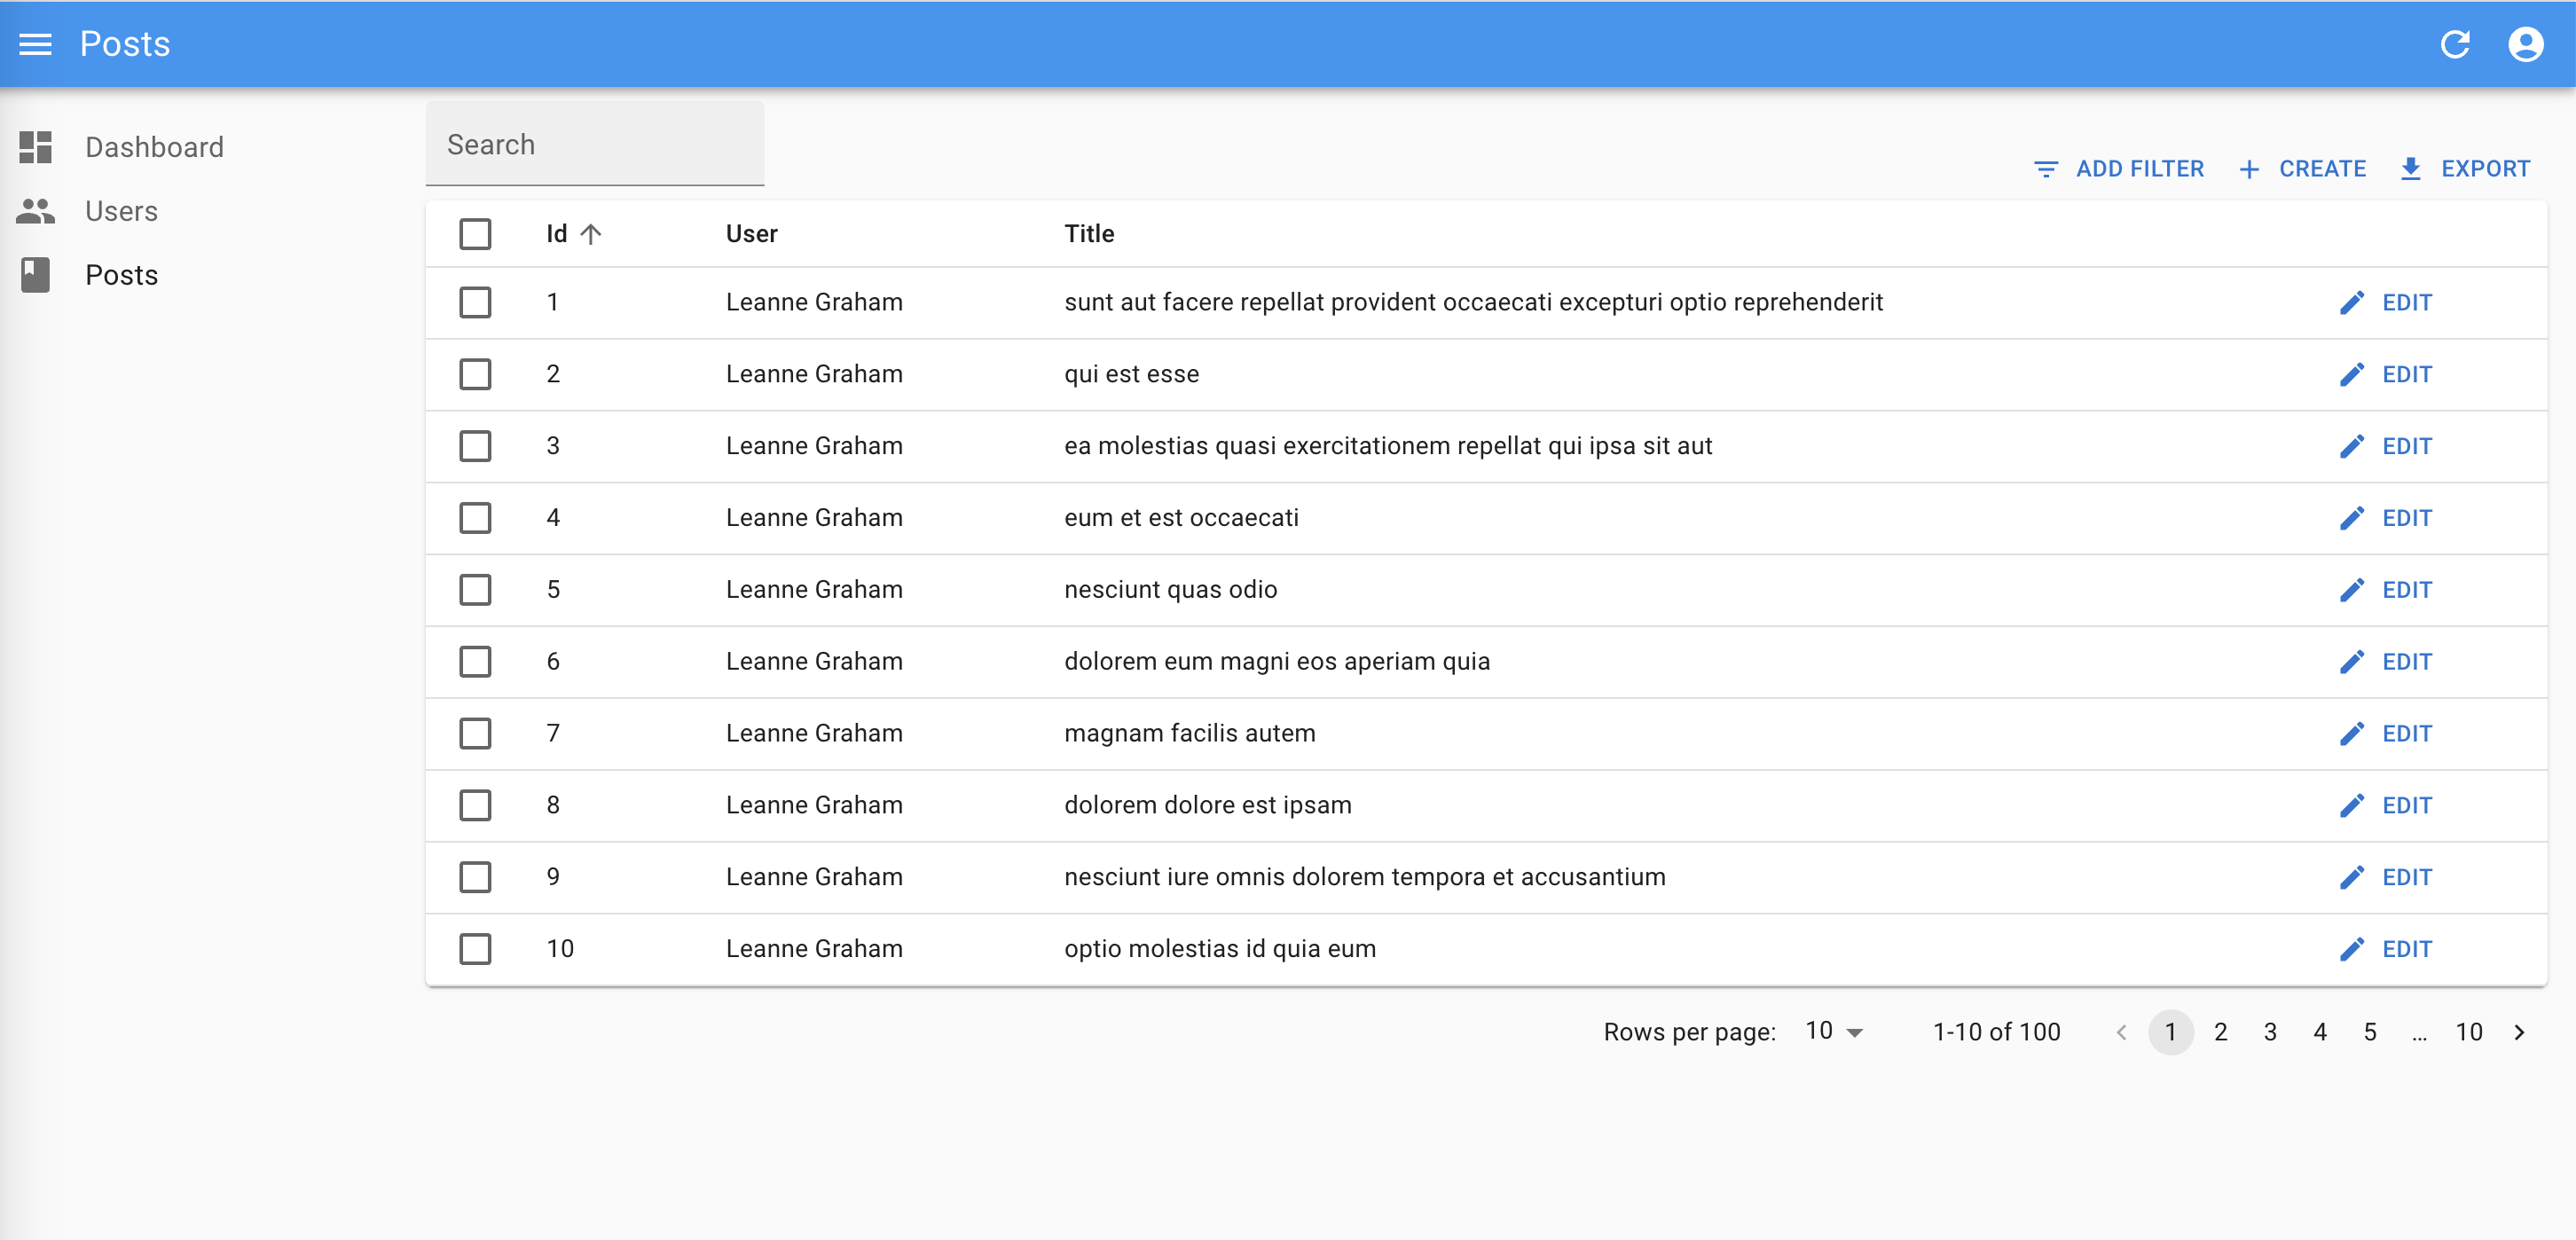 Posts
Dashboard
Users
Posts
Search
ADD FILTER CREATE EXPORT
Id User Title
1 Leanne Graham sunt aut facere repellat provident occaecati excepturi optio reprehenderit EDIT
2 Leanne Graham qui est esse EDIT
3 Leanne Graham ea molestias quasi exercitationem repellat qui ipsa sit aut EDIT
4 Leanne Graham eum et est occaecati EDIT
5 Leanne Graham nesciunt quas odio EDIT
6 Leanne Graham dolorem eum magni eos aperiam quia EDIT
7 Leanne Graham magnam facilis autem EDIT
8 Leanne Graham dolorem dolore est ipsam EDIT
9 Leanne Graham nesciunt iure omnis dolorem tempora et accusantium EDIT
10 Leanne Graham optio molestias id quia eum EDIT
Rows per page: 10 1-10 of 100 1 2 3 4 5 ... 10